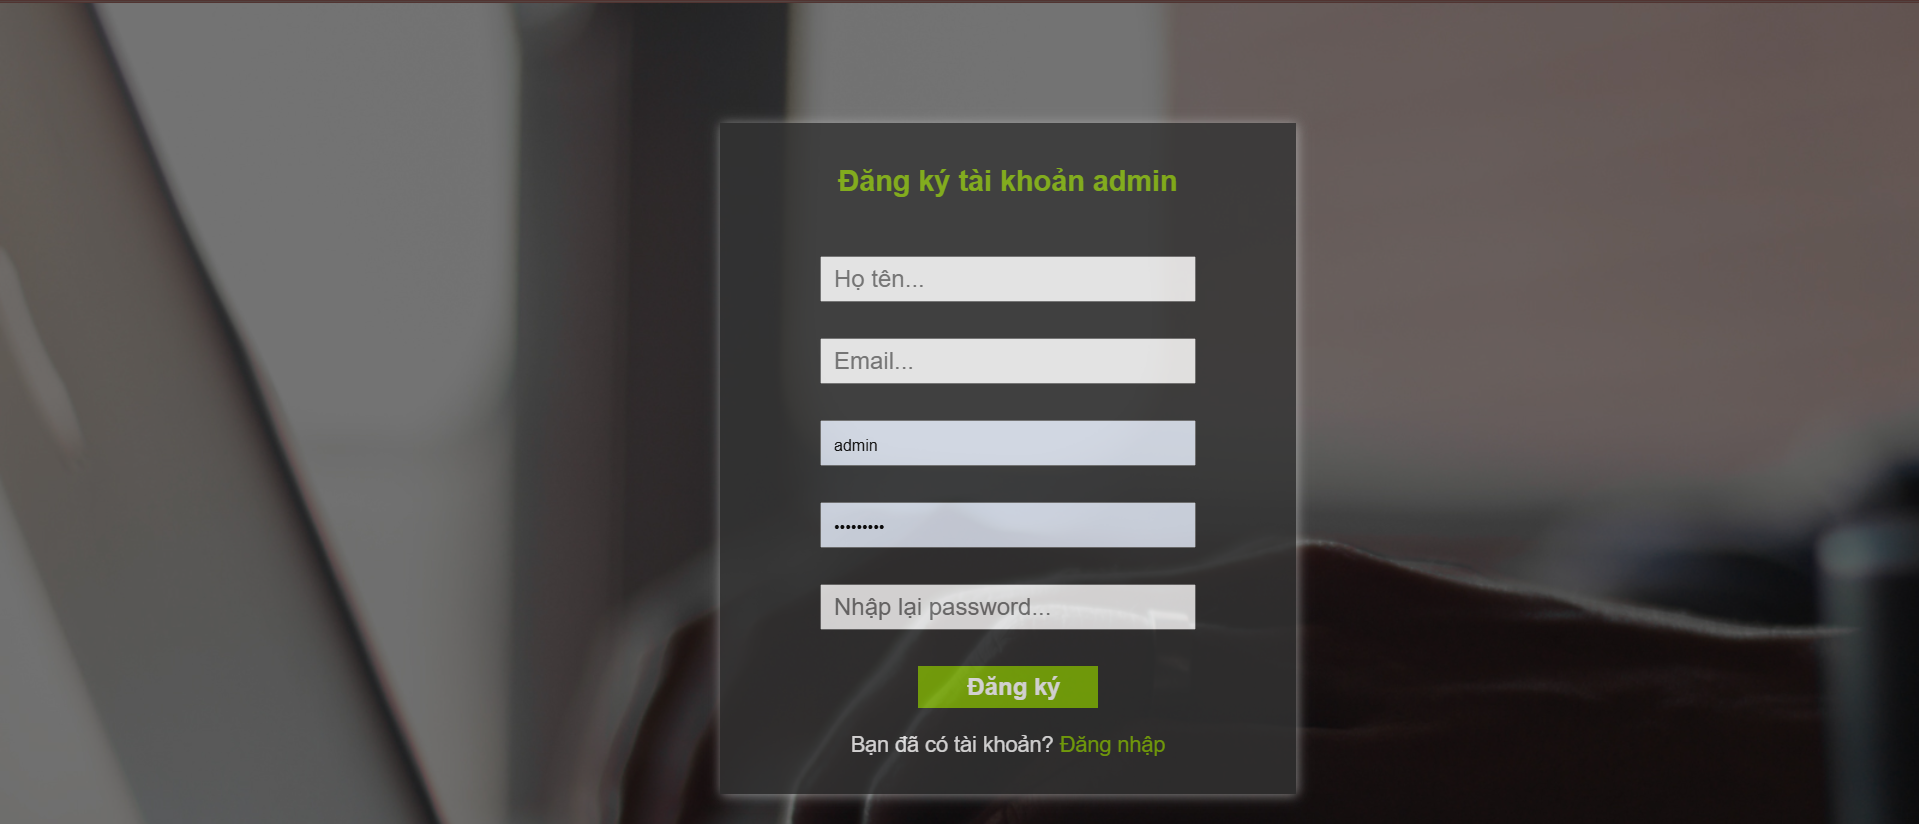 Đăng ký tài khoản admin
Họ tên...
Email...
admin
•••••••••
Nhập lại password...
Đăng ký
Bạn đã có tài khoản? Đăng nhập